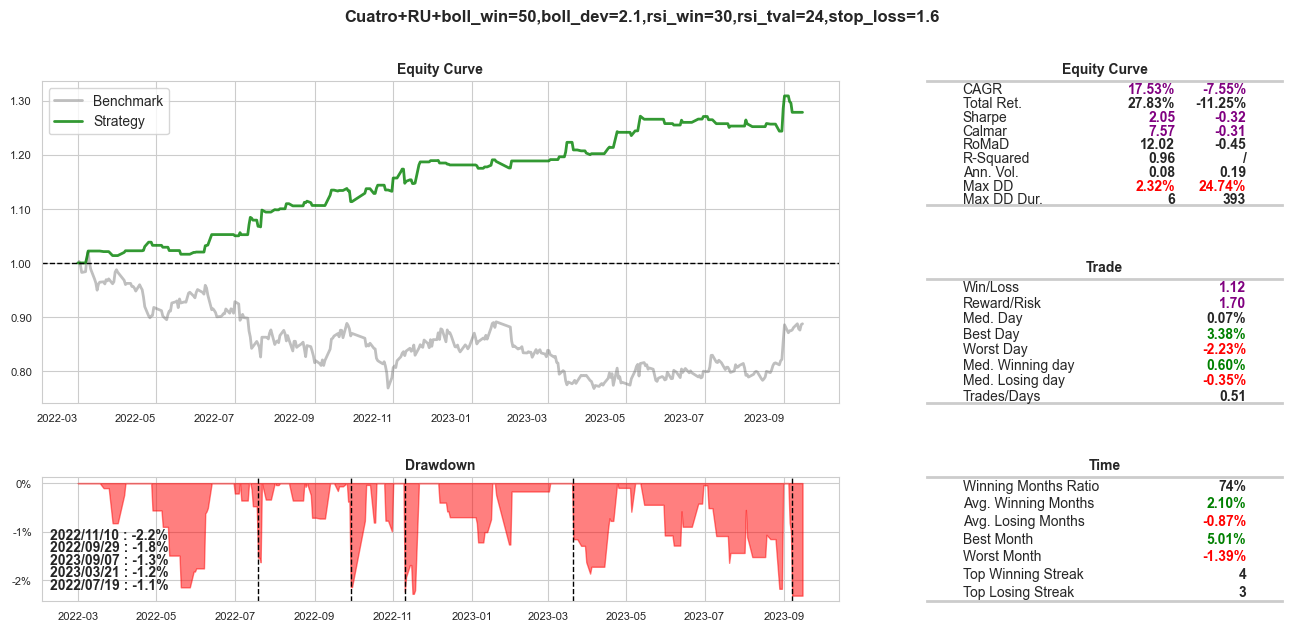 Cuatro+RU+boll_win=50,boll_dev=2.1,rsi_win=30,rsi_tval=24,stop_loss=1.6
Equity Curve
Benchmark
Strategy
1.30
1.20
1.10
1.00
0.90
0.80
2022-03 2022-05 2022-07 2022-09 2022-11 2023-01 2023-03 2023-05 2023-07 2023-09
Equity Curve
CAGR 17.53% -7.55%
Total Ret. 27.83% -11.25%
Sharpe 2.05 -0.32
Calmar 7.57 -0.31
RoMaD 12.02 -0.45
R-Squared 0.96 /
Ann. Vol. 0.08 0.19
Max DD 2.32% 24.74%
Max DD Dur. 6 393
Trade
Win/Loss 1.12
Reward/Risk 1.70
Med. Day 0.07%
Best Day 3.38%
Worst Day -2.23%
Med. Winning day 0.60%
Med. Losing day -0.35%
Trades/Days 0.51
Drawdown
0%
-1%
-2%
2022/11/10 : -2.2%
2022/09/29 : -1.8%
2023/09/07 : -1.3%
2023/03/21 : -1.2%
2022/07/19 : -1.1%
2022-03 2022-05 2022-07 2022-09 2022-11 2023-01 2023-03 2023-05 2023-07 2023-09
Time
Winning Months Ratio 74%
Avg. Winning Months 2.10%
Avg. Losing Months -0.87%
Best Month 5.01%
Worst Month -1.39%
Top Winning Streak 4
Top Losing Streak 3